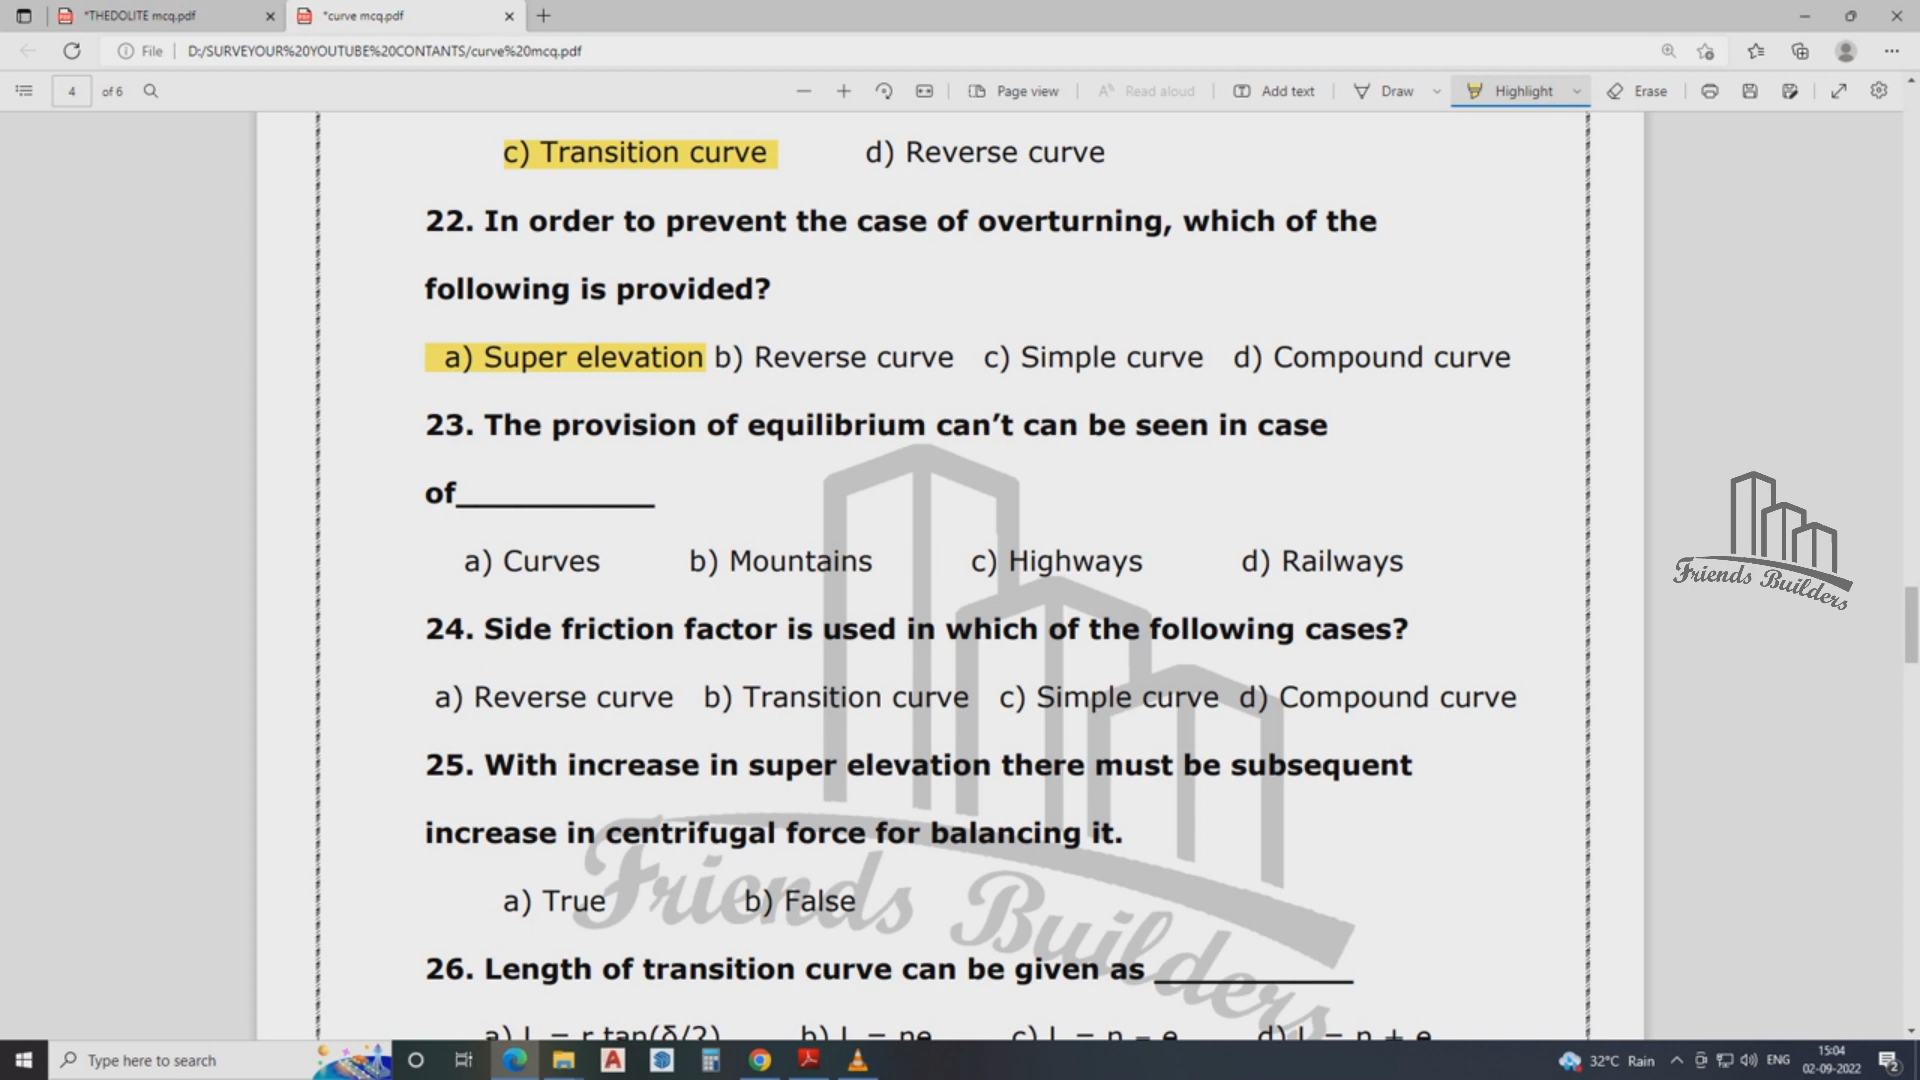 *THEDOLITE mcq.pdf
*curve mcq.pdf
File
D:/SURVEYOUR%20YOUTUBE%20CONTANTS/curve%20mcq.pdf
4 of 6
Page view
Read aloud
Add text
Draw
Highlight
Erase
c) Transition curve d) Reverse curve
22. In order to prevent the case of overturning, which of the
following is provided?
a) Super elevation b) Reverse curve c) Simple curve d) Compound curve
23. The provision of equilibrium can’t can be seen in case
of____________
a) Curves b) Mountains c) Highways d) Railways
24. Side friction factor is used in which of the following cases?
a) Reverse curve b) Transition curve c) Simple curve d) Compound curve
25. With increase in super elevation there must be subsequent
increase in centrifugal force for balancing it.
a) True b) False
26. Length of transition curve can be given as ____________
a) L = r tan(δ/2) b) L = ne c) L = n – e d) L = n + e
Friends Builders
Friends Builders
Type here to search
32°C Rain
ENG
15:04
02-09-2022
2